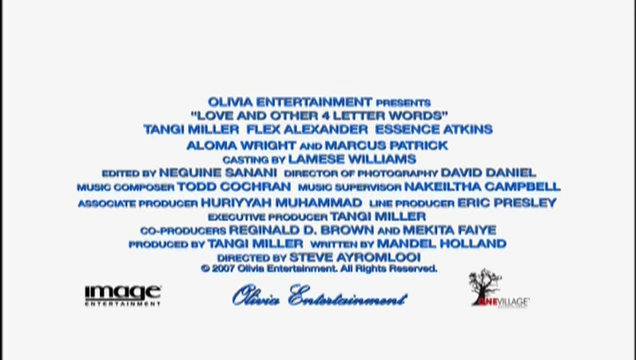 OLIVIA ENTERTAINMENT PRESENTS
"LOVE AND OTHER 4 LETTER WORDS"
TANGI MILLER FLEX ALEXANDER ESSENCE ATKINS
ALOMA WRIGHT AND MARCUS PATRICK
CASTING BY LAMESE WILLIAMS
EDITED BY NEGUINE SANANI DIRECTOR OF PHOTOGRAPHY DAVID DANIEL
MUSIC COMPOSER TODD COCHRAN MUSIC SUPERVISOR NAKEILTHA CAMPBELL
ASSOCIATE PRODUCER HURIYYAH MUHAMMAD LINE PRODUCER ERIC PRESLEY
EXECUTIVE PRODUCER TANGI MILLER
CO-PRODUCERS REGINALD D. BROWN AND MEKITA FAIYE
PRODUCED BY TANGI MILLER WRITTEN BY MANDEL HOLLAND
DIRECTED BY STEVE AYROMLOOI
© 2007 Olivia Entertainment. All Rights Reserved.
image
ENTERTAINMENT
Olivia Entertainment
CINEVILLAGE